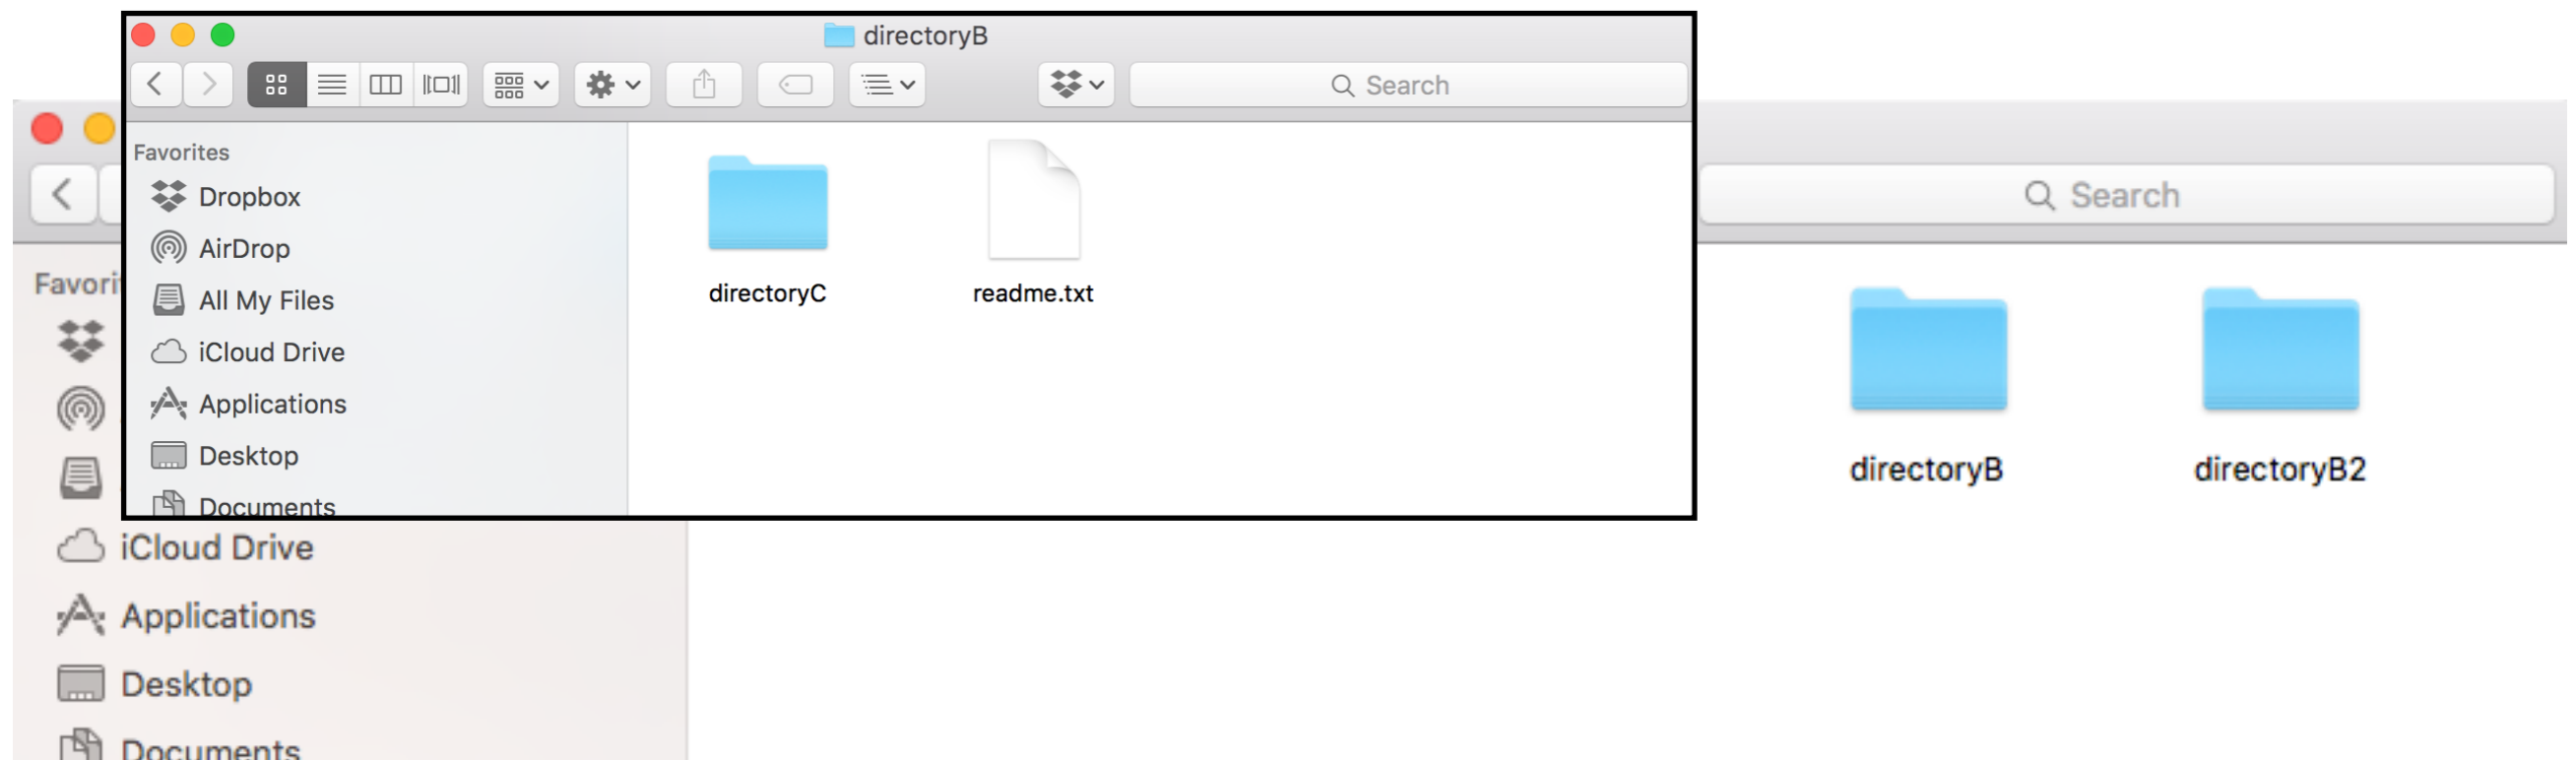 directoryB
Search
Favorites
Dropbox
AirDrop
All My Files
iCloud Drive
Applications
Desktop
Documents
directoryC
readme.txt
Search
Favori
iCloud Drive
Applications
Desktop
Documents
directoryB
directoryB2